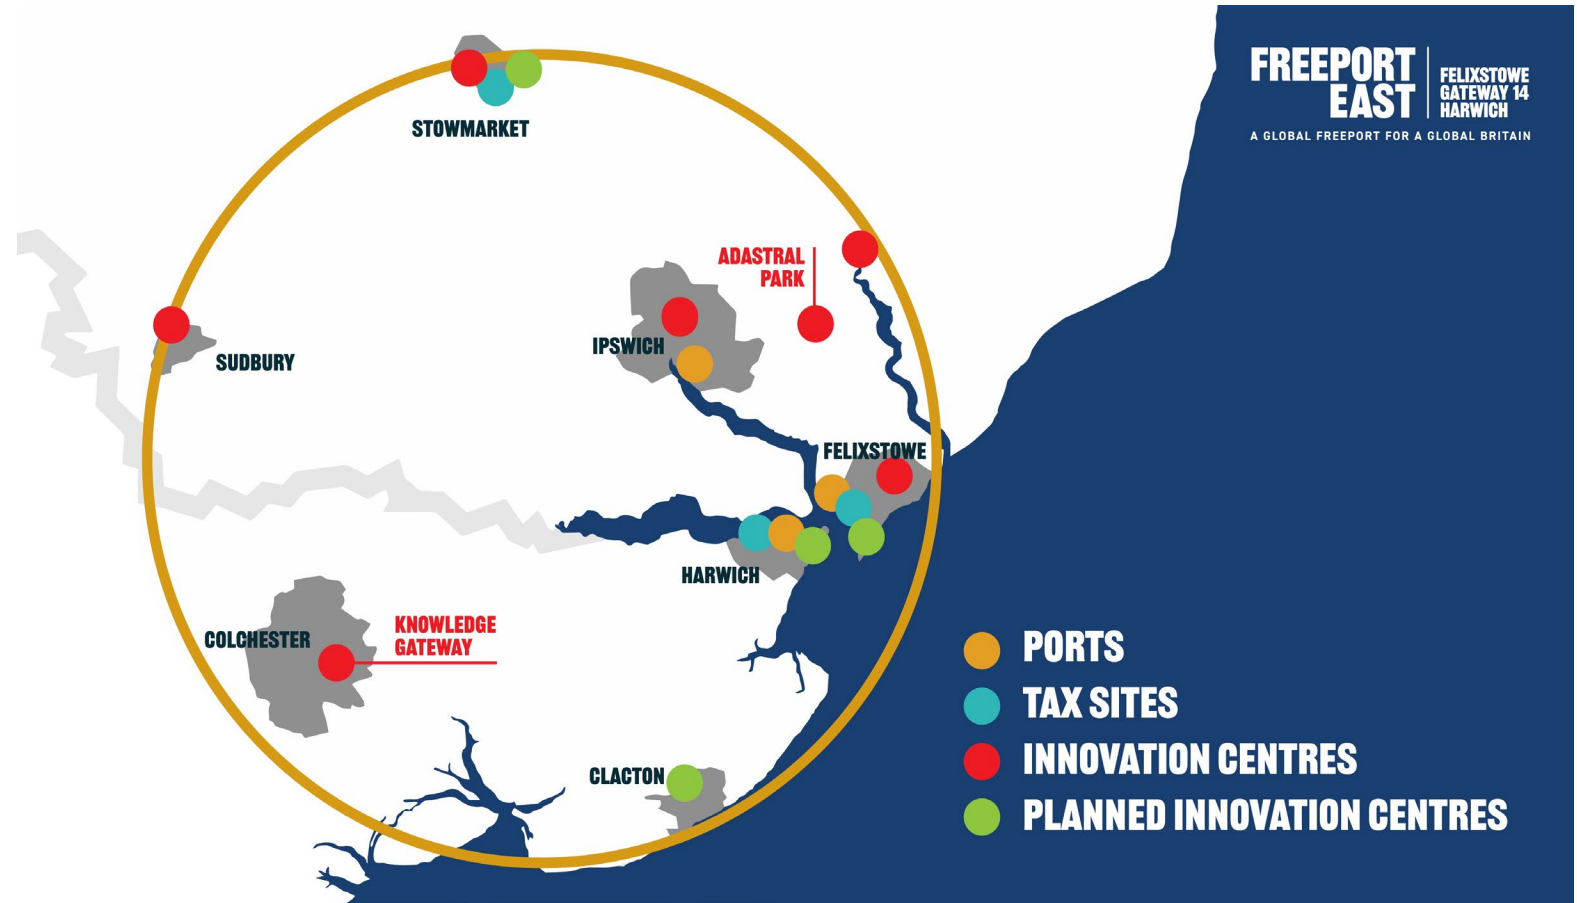 FREEPORT
EAST
FELIXSTOWE
GATEWAY 14
HARWICH
A GLOBAL FREEPORT FOR A GLOBAL BRITAIN
STOWMARKET
ADASTRAL
PARK
IPSWICH
SUDBURY
FELIXSTOWE
HARWICH
COLCHESTER
KNOWLEDGE
GATEWAY
CLACTON
PORTS
TAX SITES
INNOVATION CENTRES
PLANNED INNOVATION CENTRES